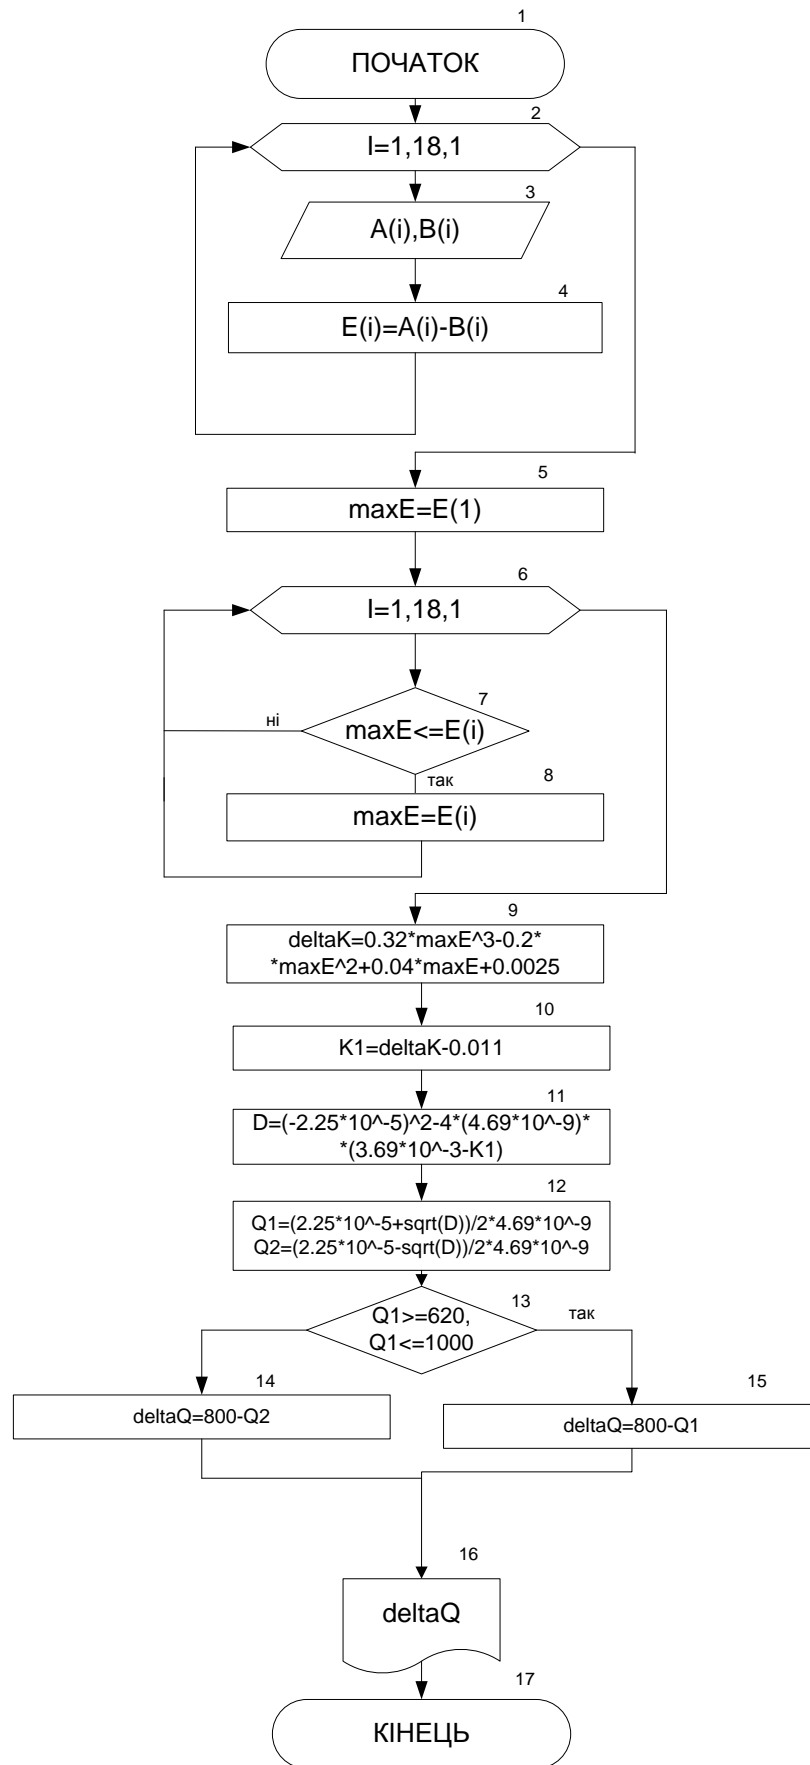 1
ПОЧАТОК
2
I=1,18,1
3
A(i),B(i)
4
E(i)=A(i)-B(i)
5
maxE=E(1)
6
I=1,18,1
7
ні
maxE<=E(i)
так
8
maxE=E(i)
9
deltaK=0.32*maxE^3-0.2*
*maxE^2+0.04*maxE+0.0025
10
K1=deltaK-0.011
11
D=(-2.25*10^-5)^2-4*(4.69*10^-9)*
*(3.69*10^-3-K1)
12
Q1=(2.25*10^-5+sqrt(D))/2*4.69*10^-9
Q2=(2.25*10^-5-sqrt(D))/2*4.69*10^-9
13
Q1>=620,
Q1<=1000
так
14
deltaQ=800-Q2
15
deltaQ=800-Q1
16
deltaQ
17
КІНЕЦЬ